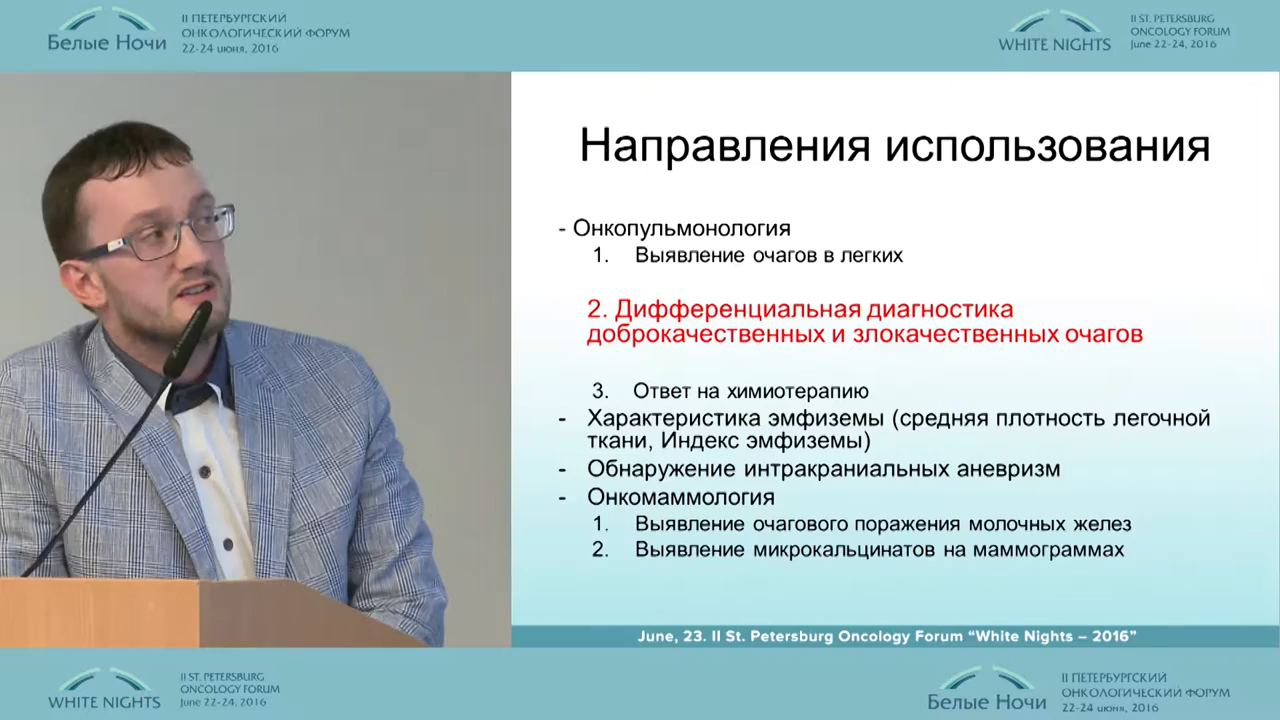 Белые Ночи
II ПЕТЕРБУРГСКИЙ
ОНКОЛОГИЧЕСКИЙ ФОРУМ
22-24 июня, 2016
WHITE NIGHTS
II ST. PETERSBURG
ONCOLOGY FORUM
June 22-24, 2016
Направления использования
- Онкопульмонология
1. Выявление очагов в легких
2. Дифференциальная диагностика
доброкачественных и злокачественных очагов
3. Ответ на химиотерапию
- Характеристика эмфиземы (средняя плотность легочной
ткани, Индекс эмфиземы)
- Обнаружение интракраниальных аневризм
- Онкомаммология
1. Выявление очагового поражения молочных желез
2. Выявление микрокальцинатов на маммограммах
June, 23. II St. Petersburg Oncology Forum “White Nights – 2016”
WHITE NIGHTS
II ST. PETERSBURG
ONCOLOGY FORUM
June 22-24, 2016
Белые Ночи
II ПЕТЕРБУРГСКИЙ
ОНКОЛОГИЧЕСКИЙ ФОРУМ
22-24 июня, 2016